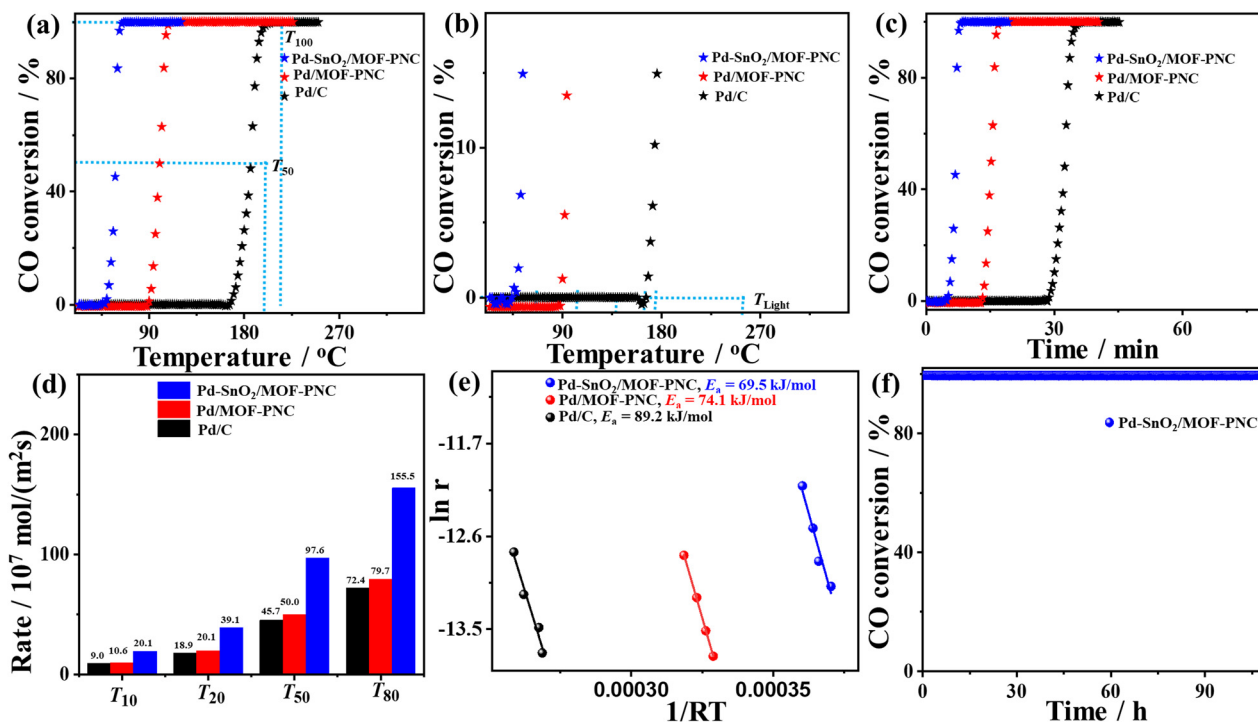 (a)
T100
Pd-SnO2/MOF-PNC
Pd/MOF-PNC
Pd/C
T50
CO conversion / %
80
40
0
90
180
270
Temperature / °C
(b)
Pd-SnO2/MOF-PNC
Pd/MOF-PNC
Pd/C
TLight
CO conversion / %
15
0
90
180
270
Temperature / °C
(c)
Pd-SnO2/MOF-PNC
Pd/MOF-PNC
Pd/C
CO conversion / %
80
40
0
0
30
60
Time / min
(d)
Pd-SnO2/MOF-PNC
Pd/MOF-PNC
Pd/C
Rate / 10^7 mol/(m2s)
200
100
0
9.0
10.6
20.1
18.9
20.1
39.1
45.7
50.0
97.6
72.4
79.7
155.5
T10
T20
T50
T80
(e)
Pd-SnO2/MOF-PNC, Ea = 69.5 kJ/mol
Pd/MOF-PNC, Ea = 74.1 kJ/mol
Pd/C, Ea = 89.2 kJ/mol
ln r
-11.7
-12.6
-13.5
0.00030
0.00035
1/RT
(f)
Pd-SnO2/MOF-PNC
CO conversion / %
80
40
0
0
30
60
90
Time / h